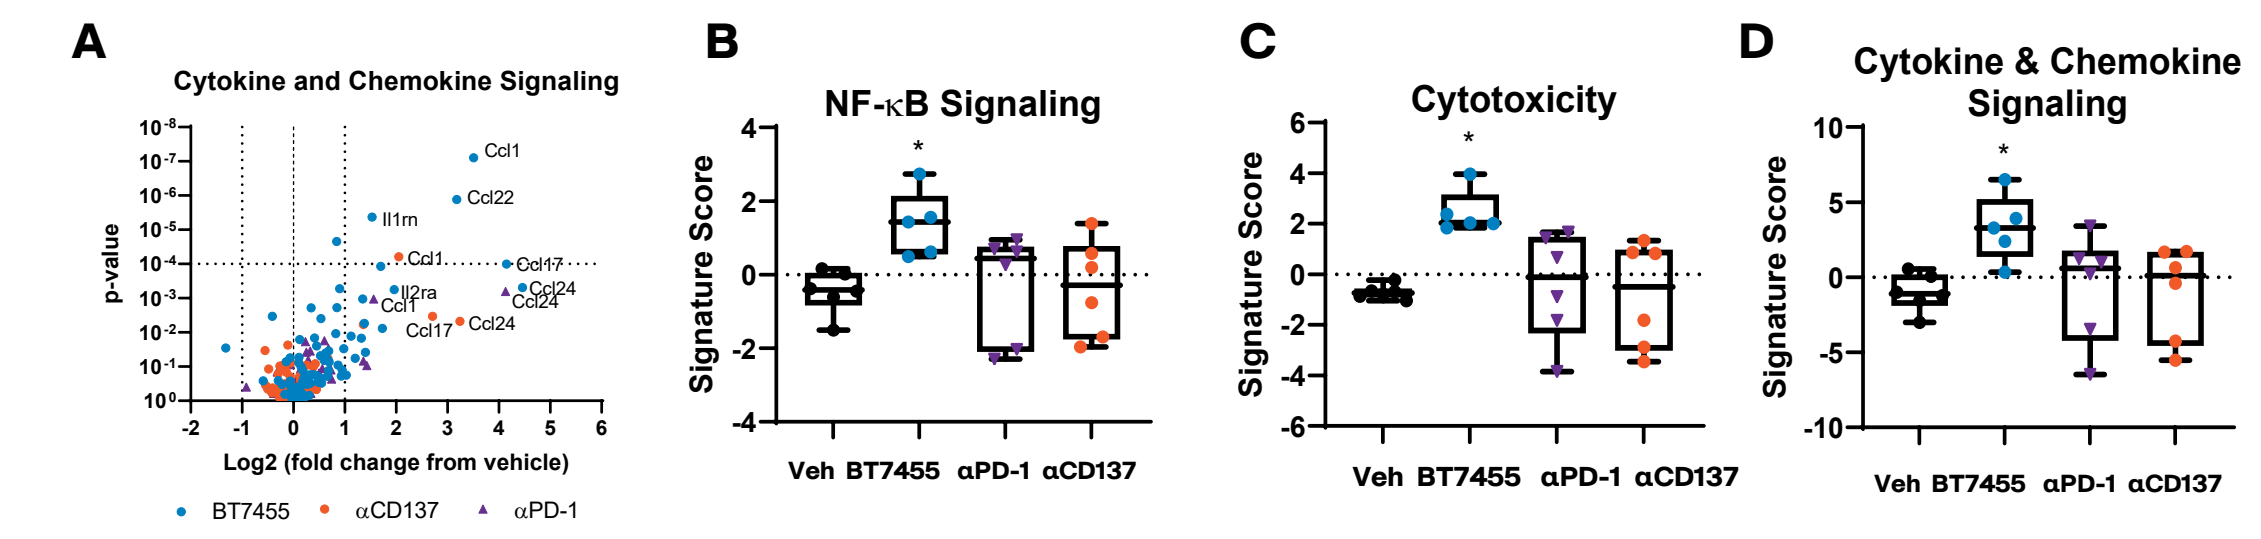 A
Cytokine and Chemokine Signaling
p-value
10⁻⁸
10⁻⁷
10⁻⁶
10⁻⁵
10⁻⁴
10⁻³
10⁻²
10⁻¹
10⁰
Ccl1
Ccl22
Il1rn
Ccl1
Ccl17
Il2ra
Ccl24
Ccl1
Ccl24
Ccl17
Ccl24
-2 -1 0 1 2 3 4 5 6
Log2 (fold change from vehicle)
BT7455 αCD137 αPD-1
B
NF-κB Signaling
Signature Score
4
2
0
-2
-4
*
Veh BT7455 αPD-1 αCD137
C
Cytotoxicity
Signature Score
6
4
2
0
-2
-4
-6
*
Veh BT7455 αPD-1 αCD137
D
Cytokine & Chemokine
Signaling
Signature Score
10
5
0
-5
-10
*
Veh BT7455 αPD-1 αCD137